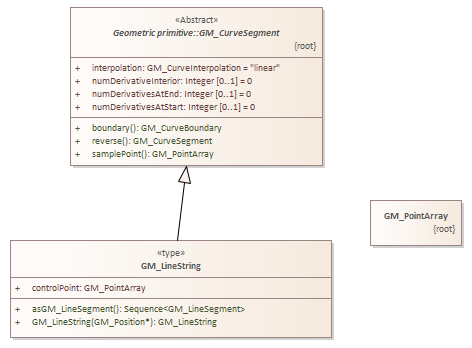 «Abstract»
Geometric primitive::GM_CurveSegment
{root}
+ interpolation: GM_CurveInterpolation = "linear"
+ numDerivativeInterior: Integer [0..1] = 0
+ numDerivativesAtEnd: Integer [0..1] = 0
+ numDerivativesAtStart: Integer [0..1] = 0
+ boundary(): GM_CurveBoundary
+ reverse(): GM_CurveSegment
+ samplePoint(): GM_PointArray
GM_PointArray
{root}
«type»
GM_LineString
+ controlPoint: GM_PointArray
+ asGM_LineSegment(): Sequence<GM_LineSegment>
+ GM_LineString(GM_Position*): GM_LineString